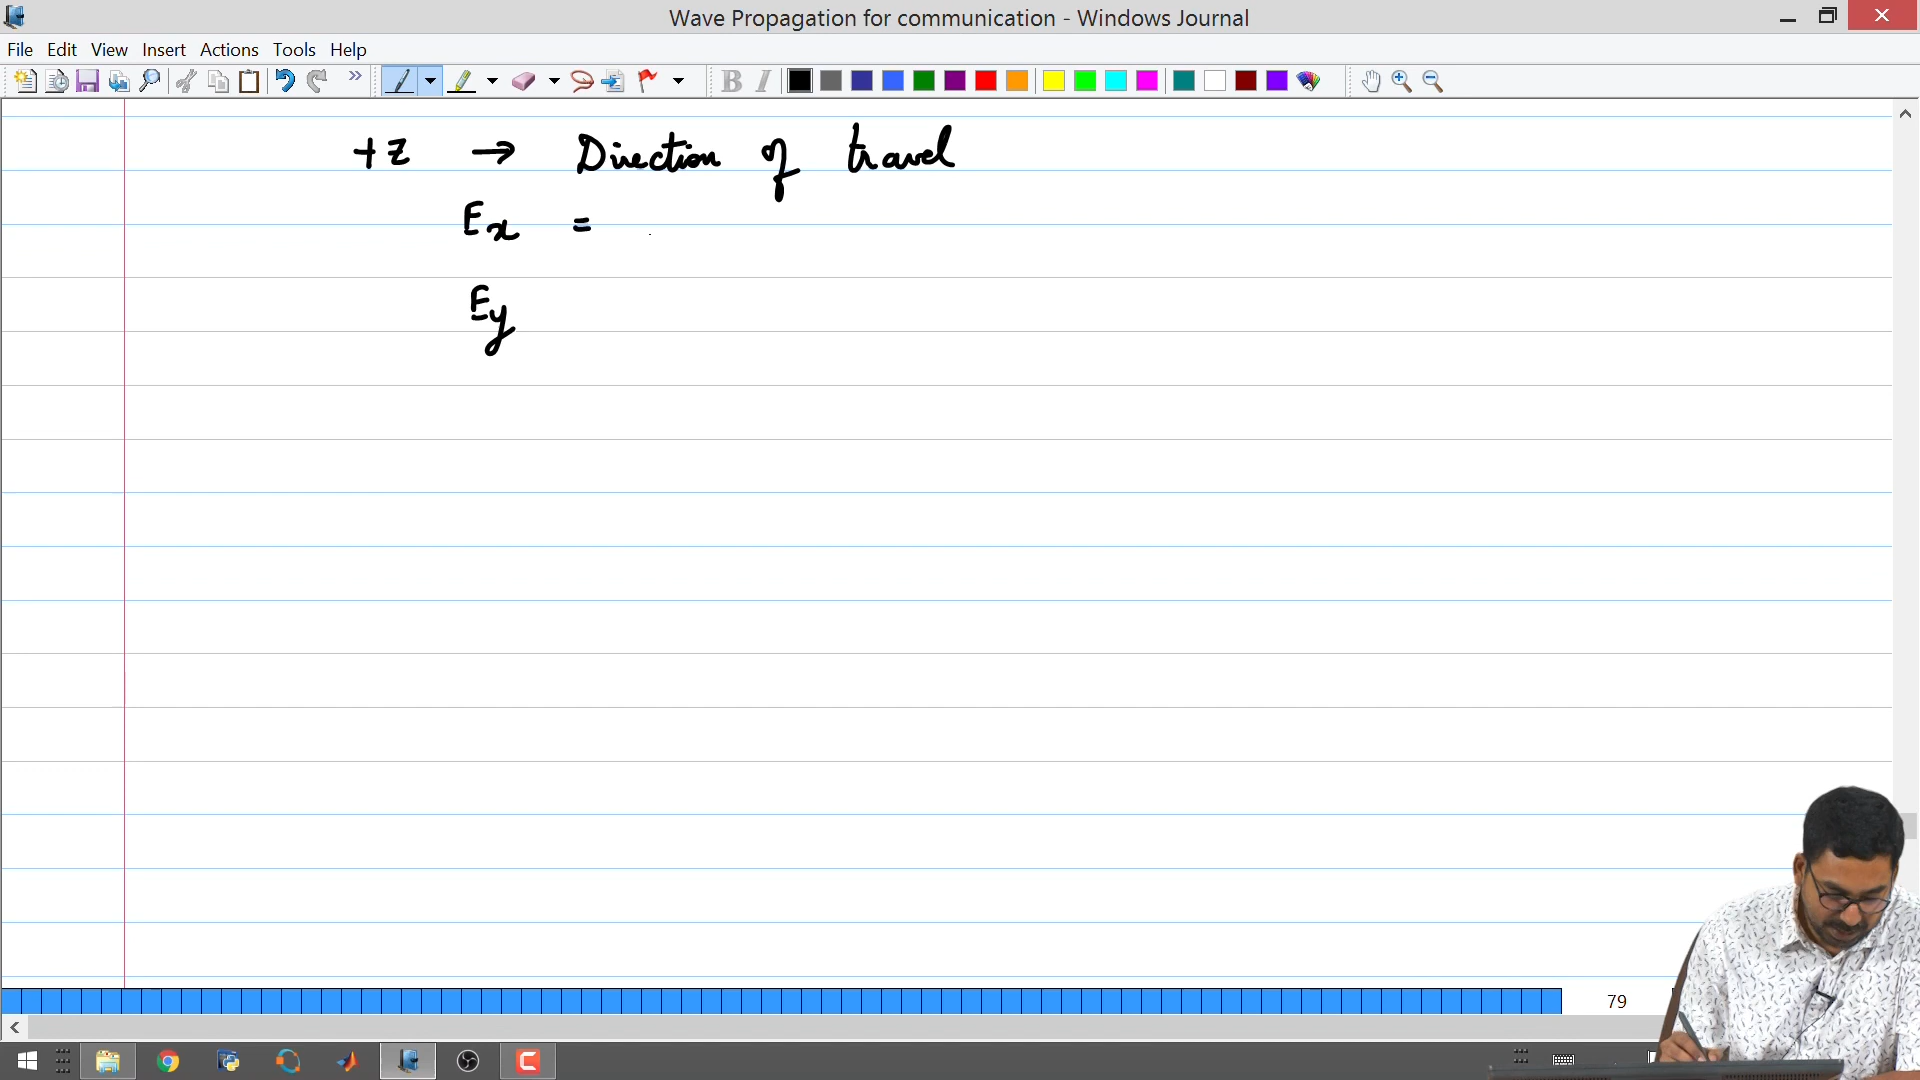 Wave Propagation for communication - Windows Journal
File Edit View Insert Actions Tools Help
+z → Direction of travel
Ex =
Ey
79